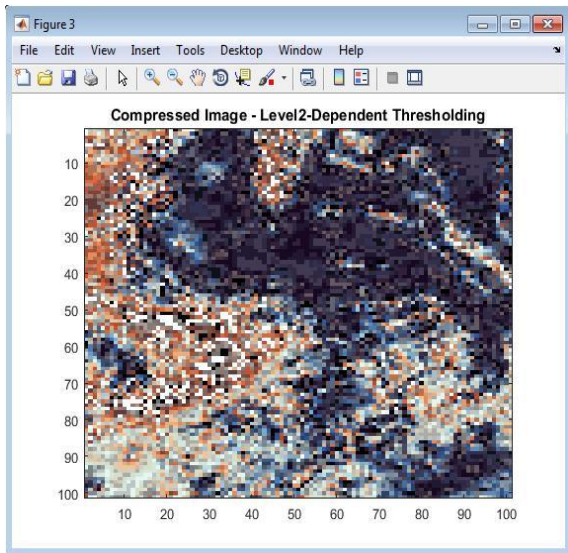 Figure 3
File Edit View Insert Tools Desktop Window Help
Compressed Image - Level2-Dependent Thresholding
10
20
30
40
50
60
70
80
90
100
10 20 30 40 50 60 70 80 90 100